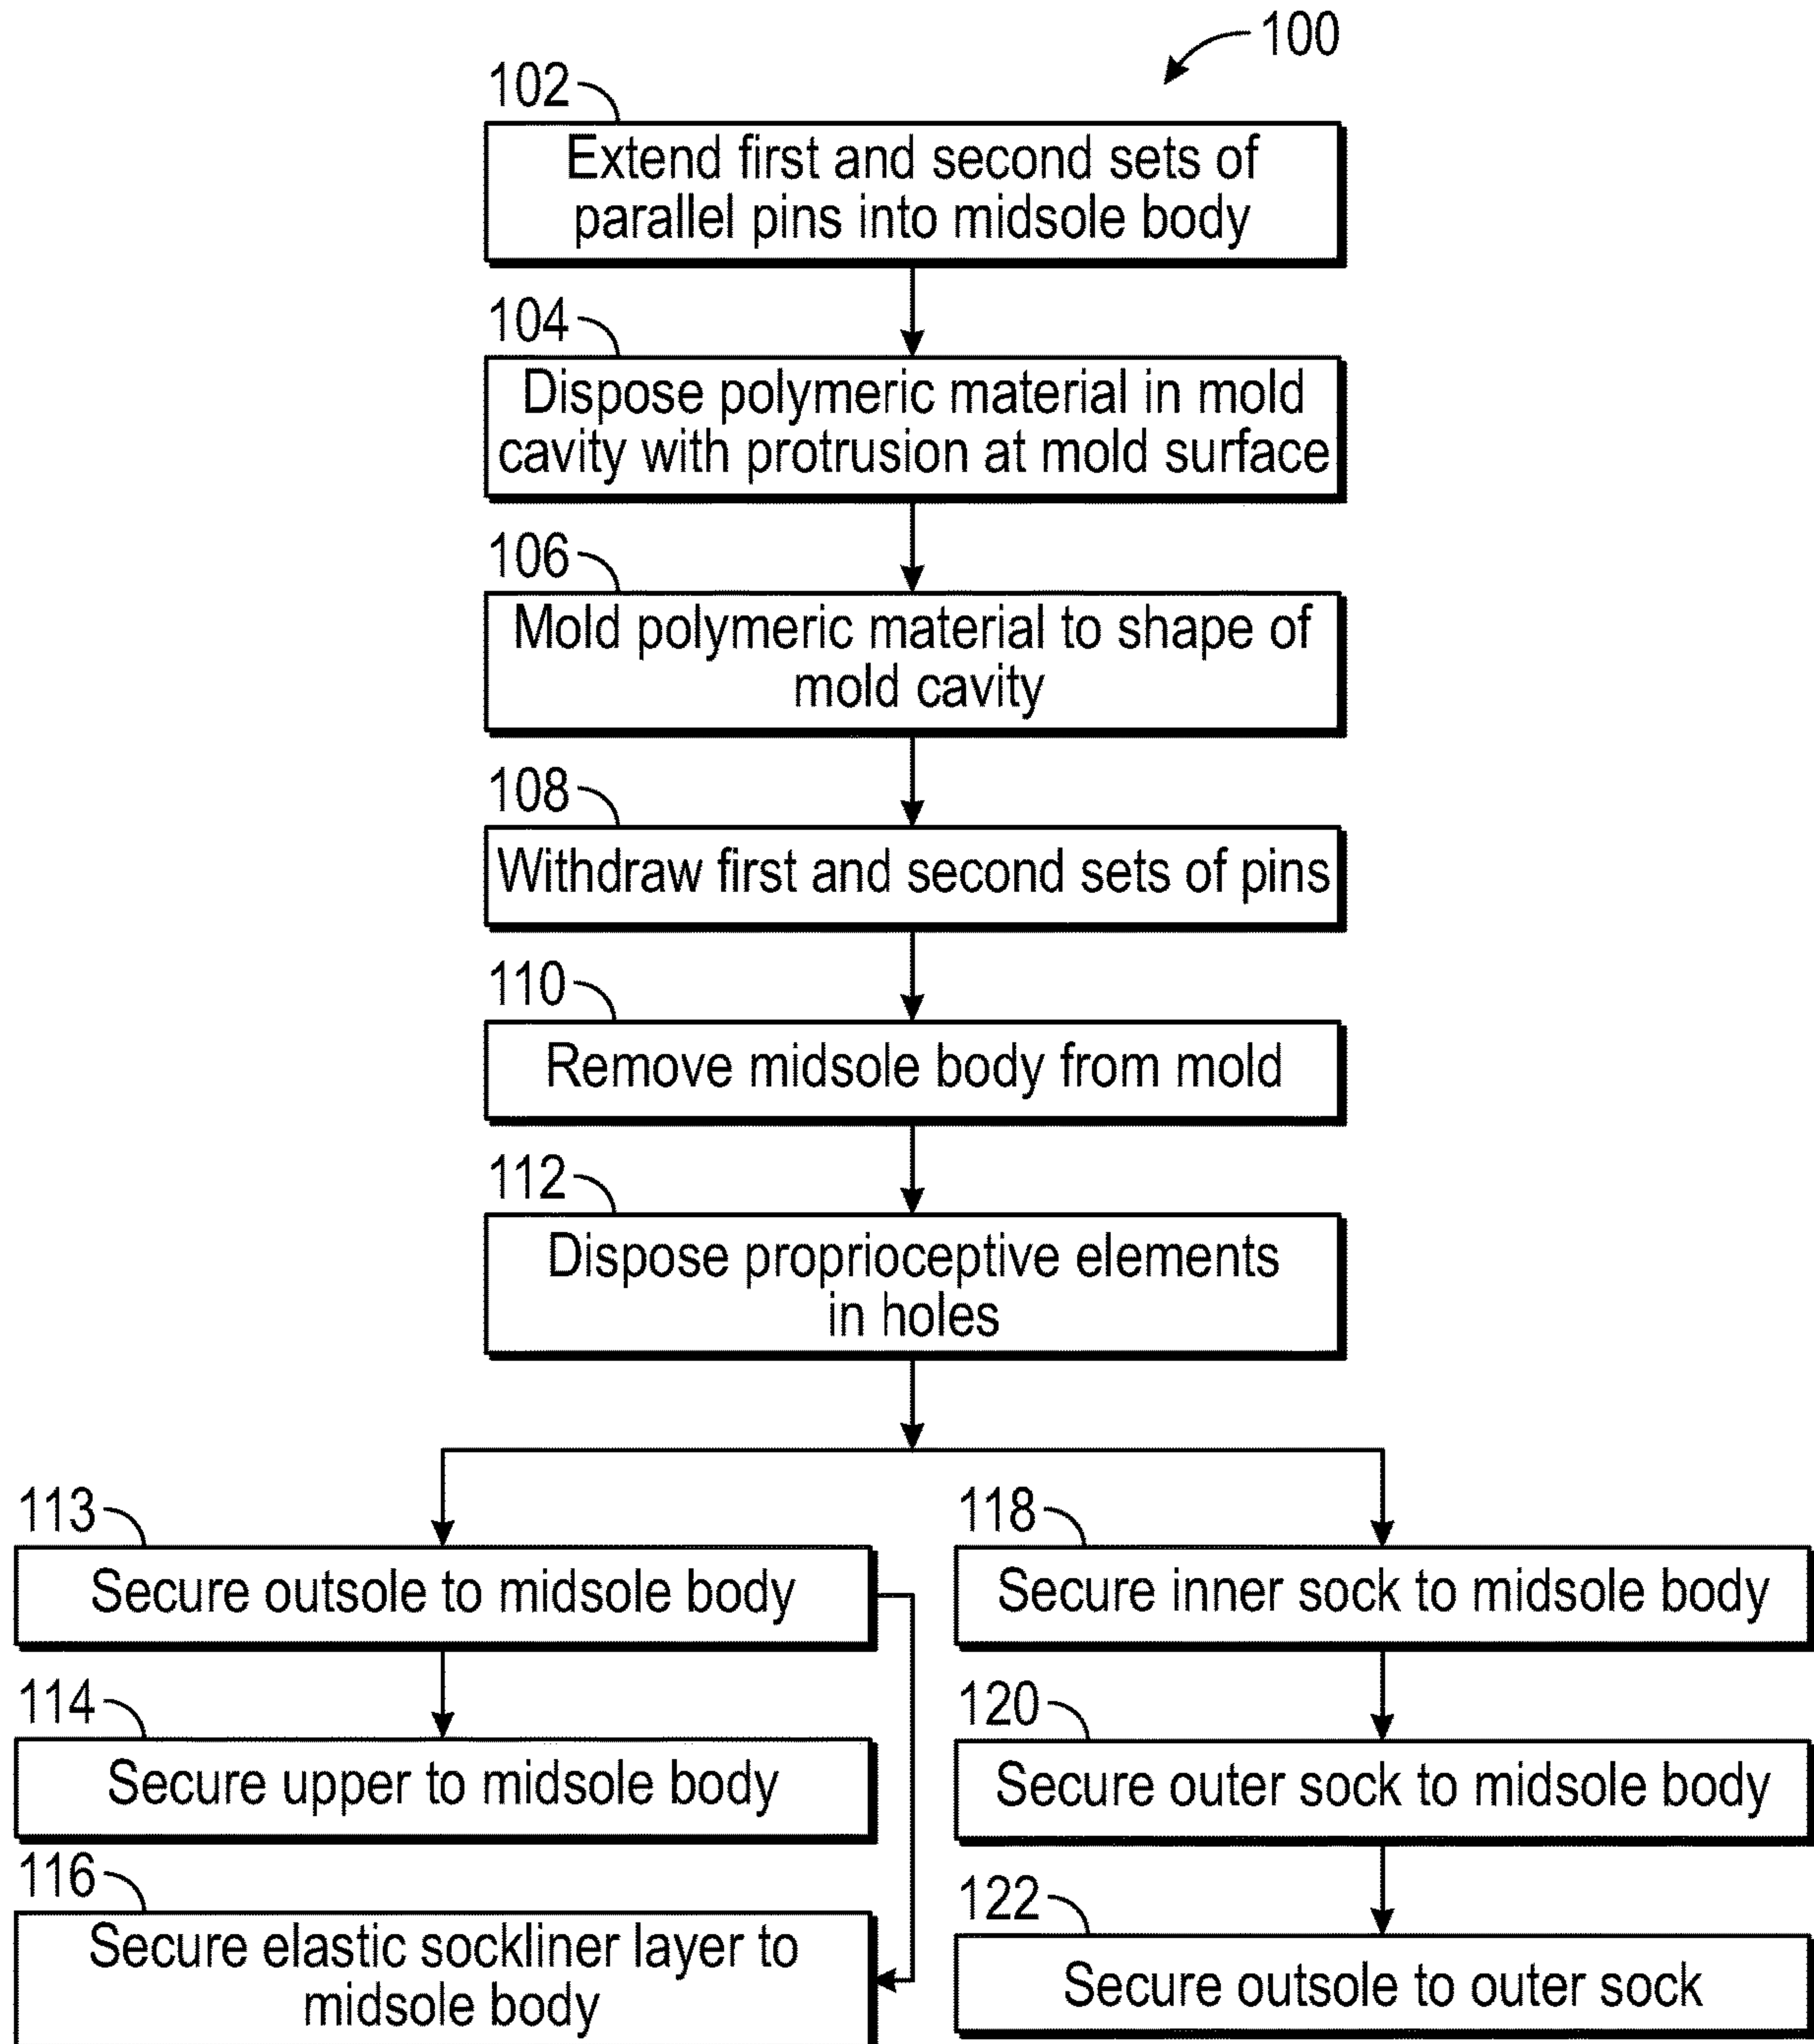 100
102
Extend first and second sets of
parallel pins into midsole body
104
Dispose polymeric material in mold
cavity with protrusion at mold surface
106
Mold polymeric material to shape of
mold cavity
108
Withdraw first and second sets of pins
110
Remove midsole body from mold
112
Dispose proprioceptive elements
in holes
113
Secure outsole to midsole body
114
Secure upper to midsole body
116
Secure elastic sockliner layer to
midsole body
118
Secure inner sock to midsole body
120
Secure outer sock to midsole body
122
Secure outsole to outer sock